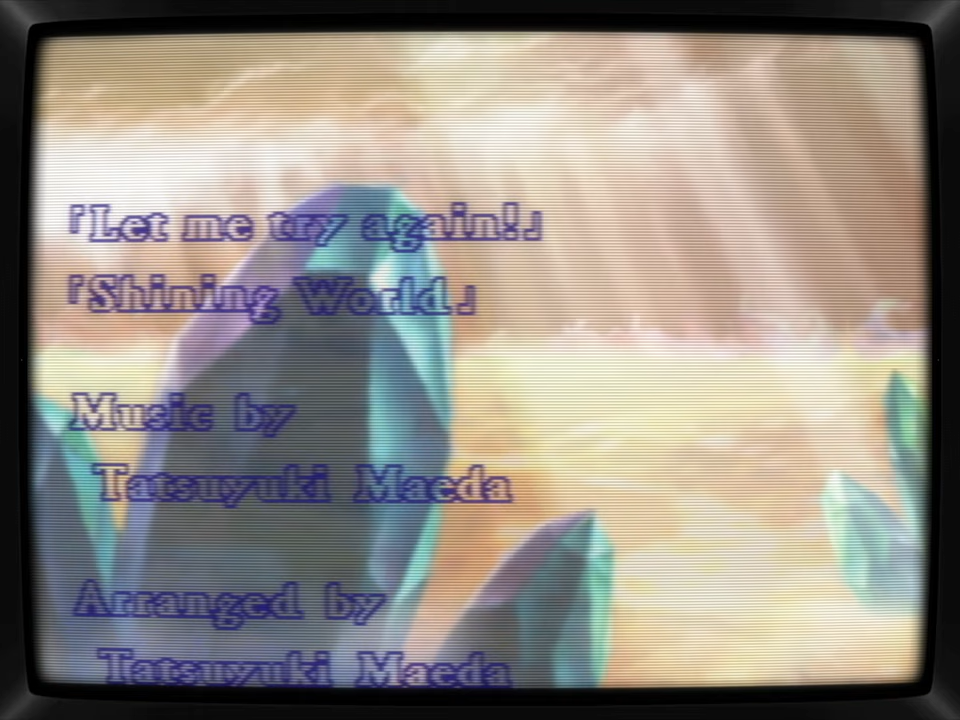 『Let me try again!』
『Shining World』
Music by
Tatsuyuki Maeda
Arranged by
Tatsuyuki Maeda